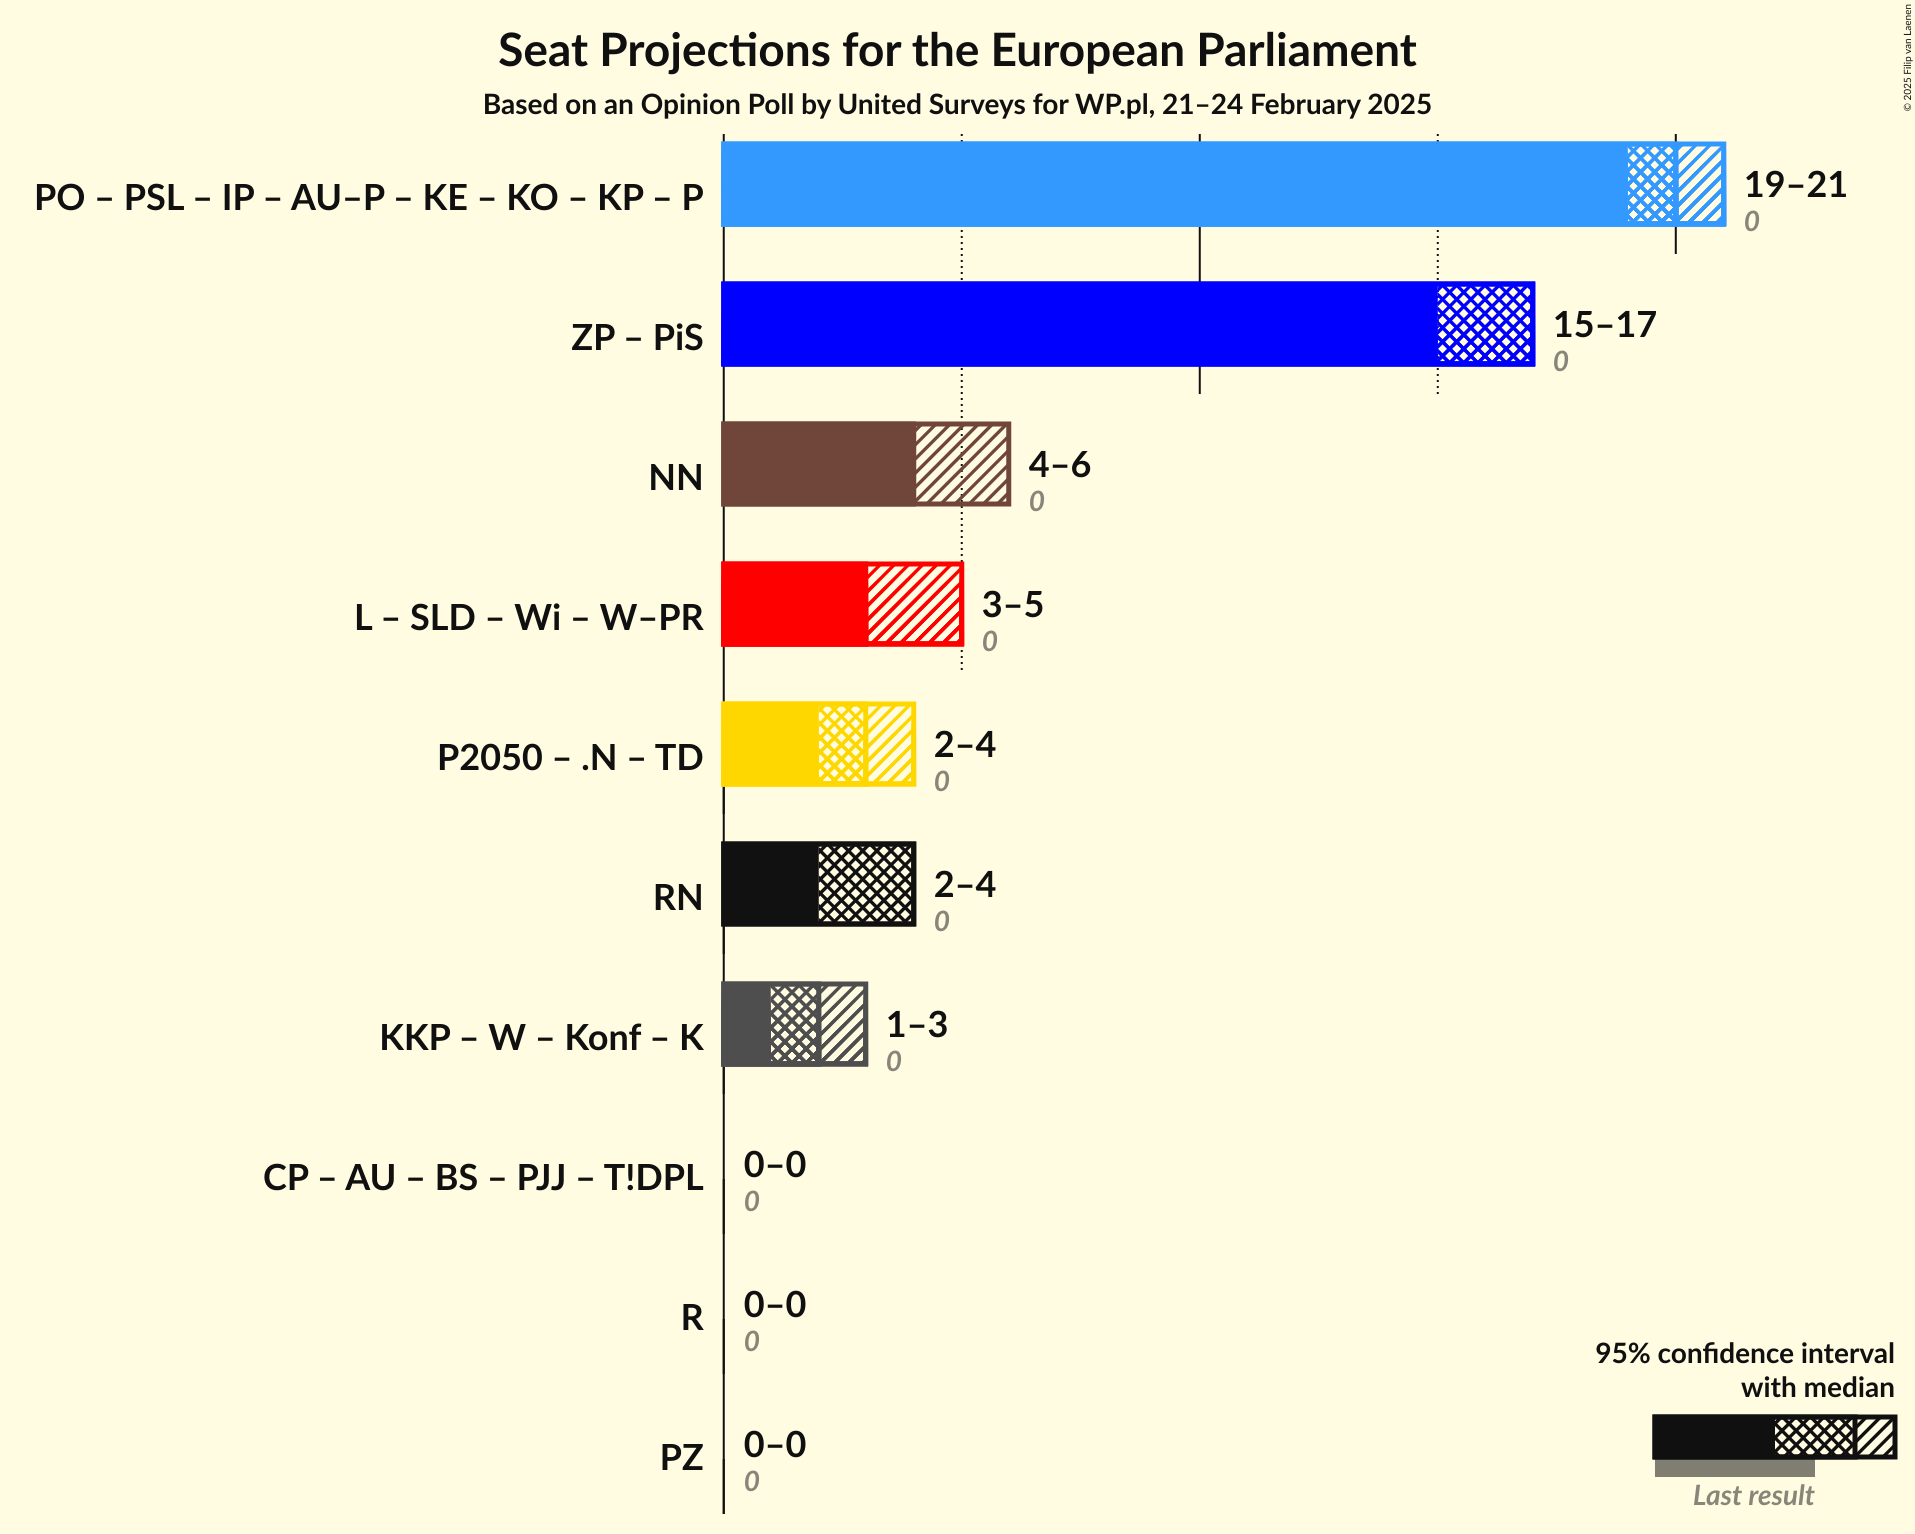 Seat Projections for the European Parliament
Based on an Opinion Poll by United Surveys for WP.pl, 21–24 February 2025
© 2025 Filip van Laenen
PO – PSL – IP – AU–P – KE – KO – KP – P
19–21
0
ZP – PiS
15–17
0
NN
4–6
0
L – SLD – Wi – W–PR
3–5
0
P2050 – .N – TD
2–4
0
RN
2–4
0
KKP – W – Konf – K
1–3
0
CP – AU – BS – PJJ – T!DPL
0–0
0
R
0–0
0
PZ
0–0
0
95% confidence interval
with median
Last result